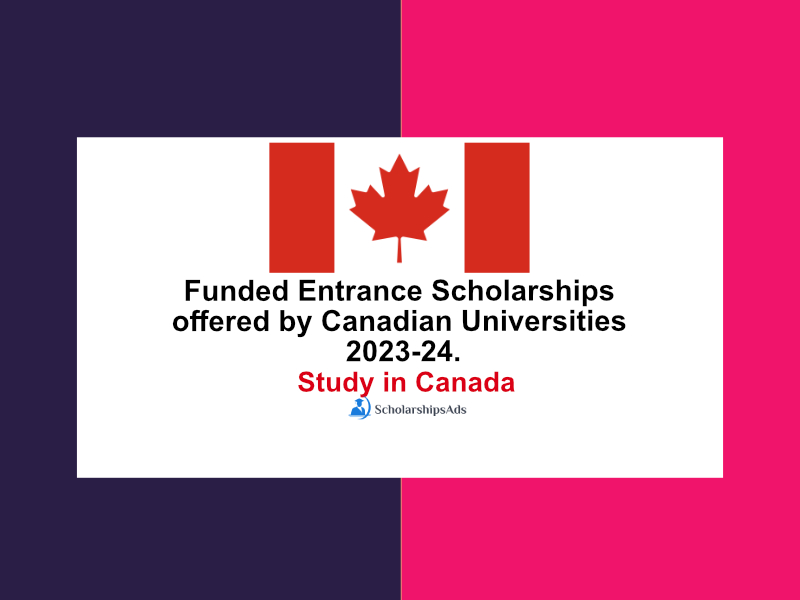 Funded Entrance Scholarships
offered by Canadian Universities
2023-24.
Study in Canada
ScholarshipsAds